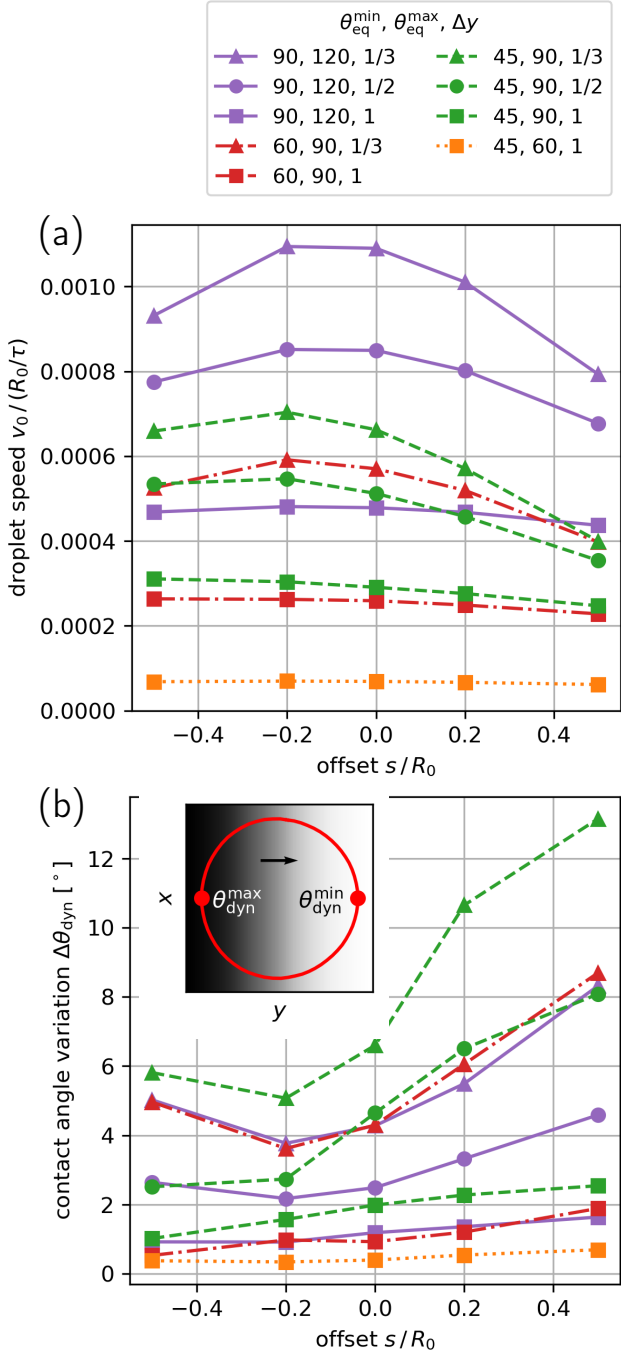 θ_eq^min, θ_eq^max, Δy
90, 120, 1/3
90, 120, 1/2
90, 120, 1
60, 90, 1/3
60, 90, 1
45, 90, 1/3
45, 90, 1/2
45, 90, 1
45, 60, 1
(a)
0.0010
0.0008
0.0006
0.0004
0.0002
0.0000
droplet speed v₀ / (R₀/τ)
−0.4 −0.2 0.0 0.2 0.4
offset s / R₀
(b)
12
10
8
6
4
2
0
contact angle variation Δθ_dyn [°]
x
θ_dyn^max θ_dyn^min
y
−0.4 −0.2 0.0 0.2 0.4
offset s / R₀